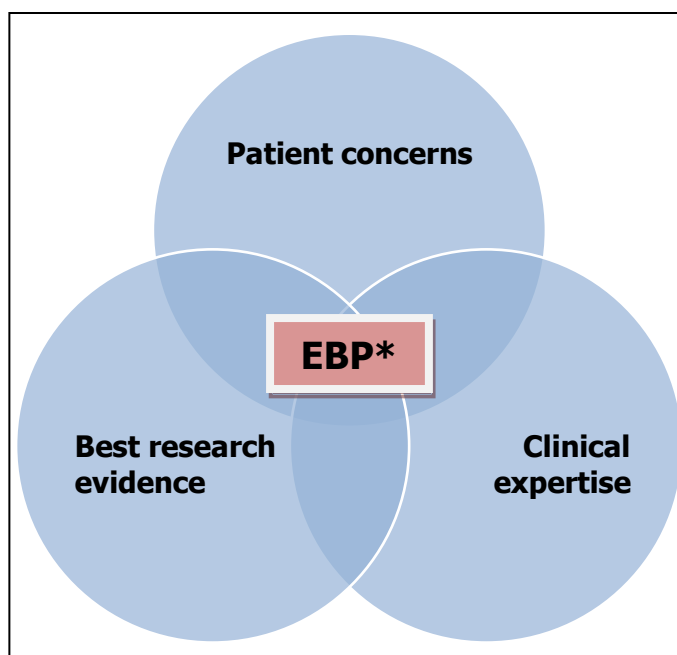 Patient concerns
EBP*
Best research
evidence
Clinical
expertise